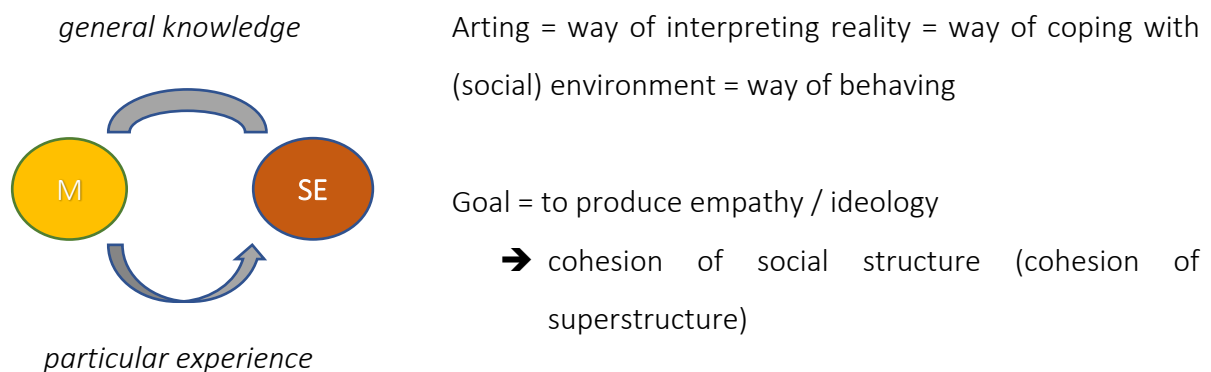 general knowledge
M
SE
particular experience
Arting = way of interpreting reality = way of coping with
(social) environment = way of behaving
Goal = to produce empathy / ideology
➔ cohesion of social structure (cohesion of
superstructure)